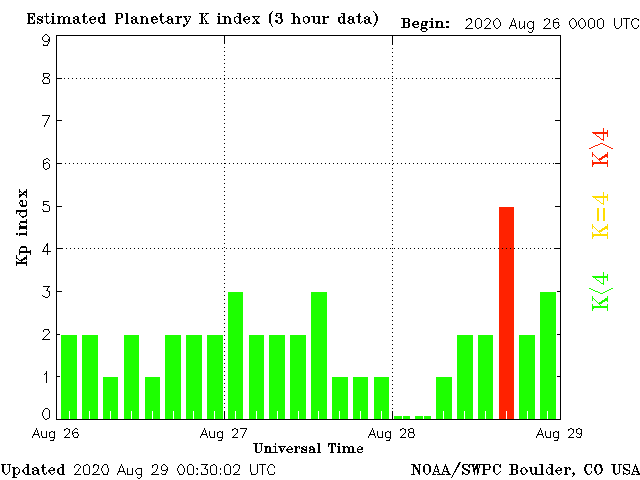 Estimated Planetary K index (3 hour data) Begin: 2020 Aug 26 0000 UTC
9
8
7
6
5
4
3
2
1
0
Kp index
K>4
K=4
K<4
Aug 26 Aug 27 Aug 28 Aug 29
Universal Time
Updated 2020 Aug 29 00:30:02 UTC NOAA/SWPC Boulder, CO USA